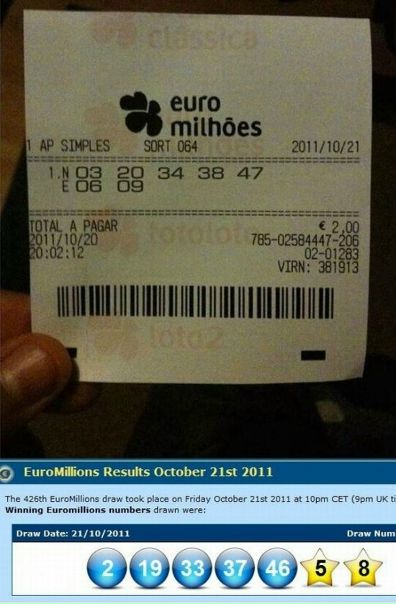 classica
euro
milhões
1 AP SIMPLES SORT 064 2011/10/21
1.N 03 20 34 38 47
E 06 09
TOTAL A PAGAR € 2,00
2011/10/20 totoloto 785-02584447-206
20:02:12 02-01283
VIRN: 381913
toto2
EuroMillions Results October 21st 2011
The 426th EuroMillions draw took place on Friday October 21st 2011 at 10pm CET (9pm UK ti
Winning Euromillions numbers drawn were:
Draw Date: 21/10/2011 Draw Num
2 19 33 37 46 5 8